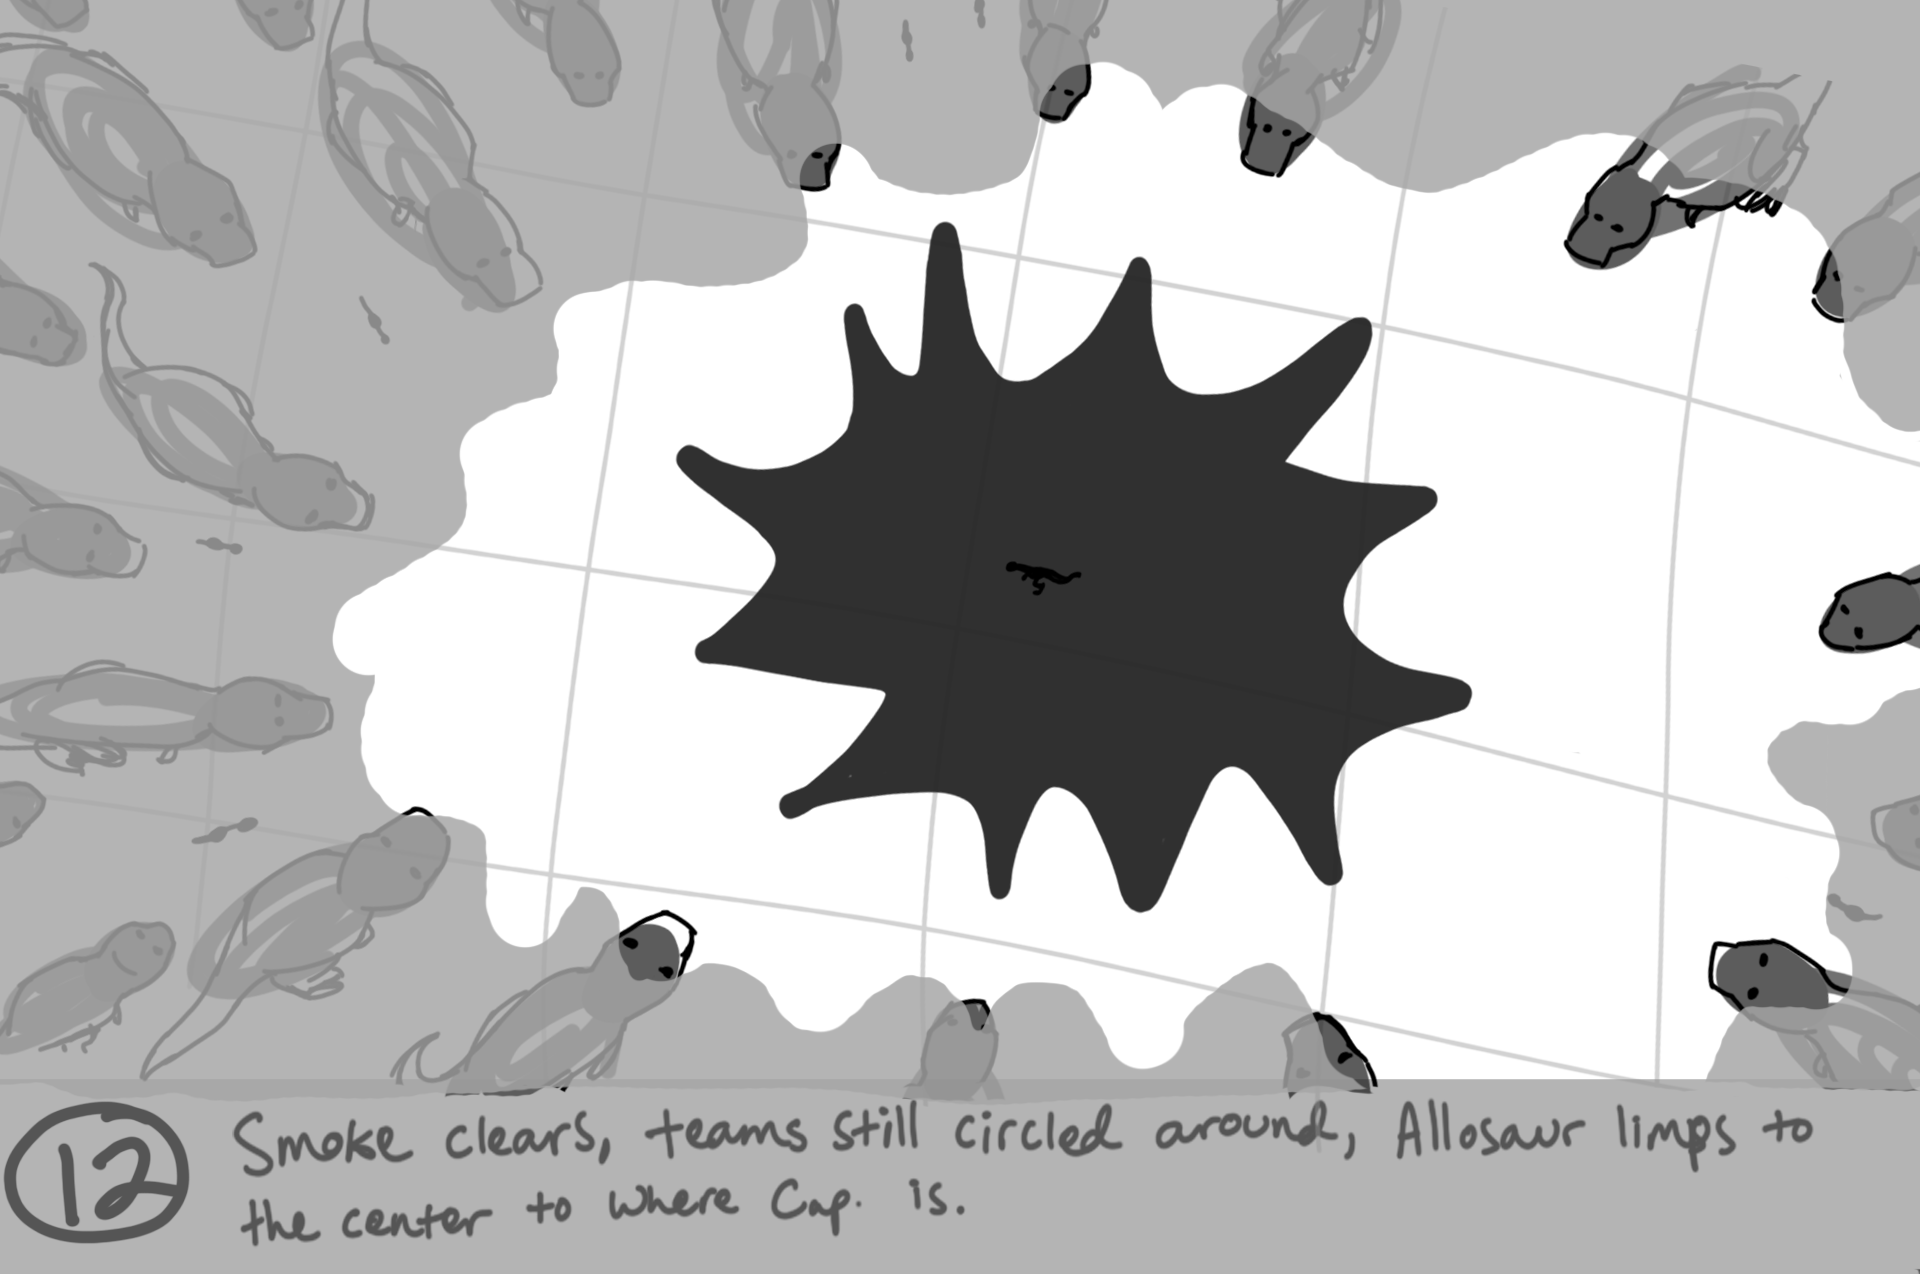 12
Smoke clears, teams still circled around, Allosaur limps to
the center to where Cap. is.